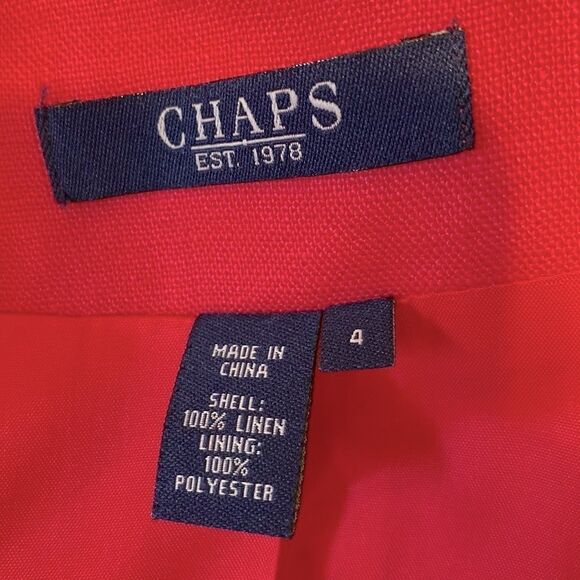 CHAPS
EST. 1978
4
MADE IN
CHINA
SHELL:
100% LINEN
LINING:
100%
POLYESTER